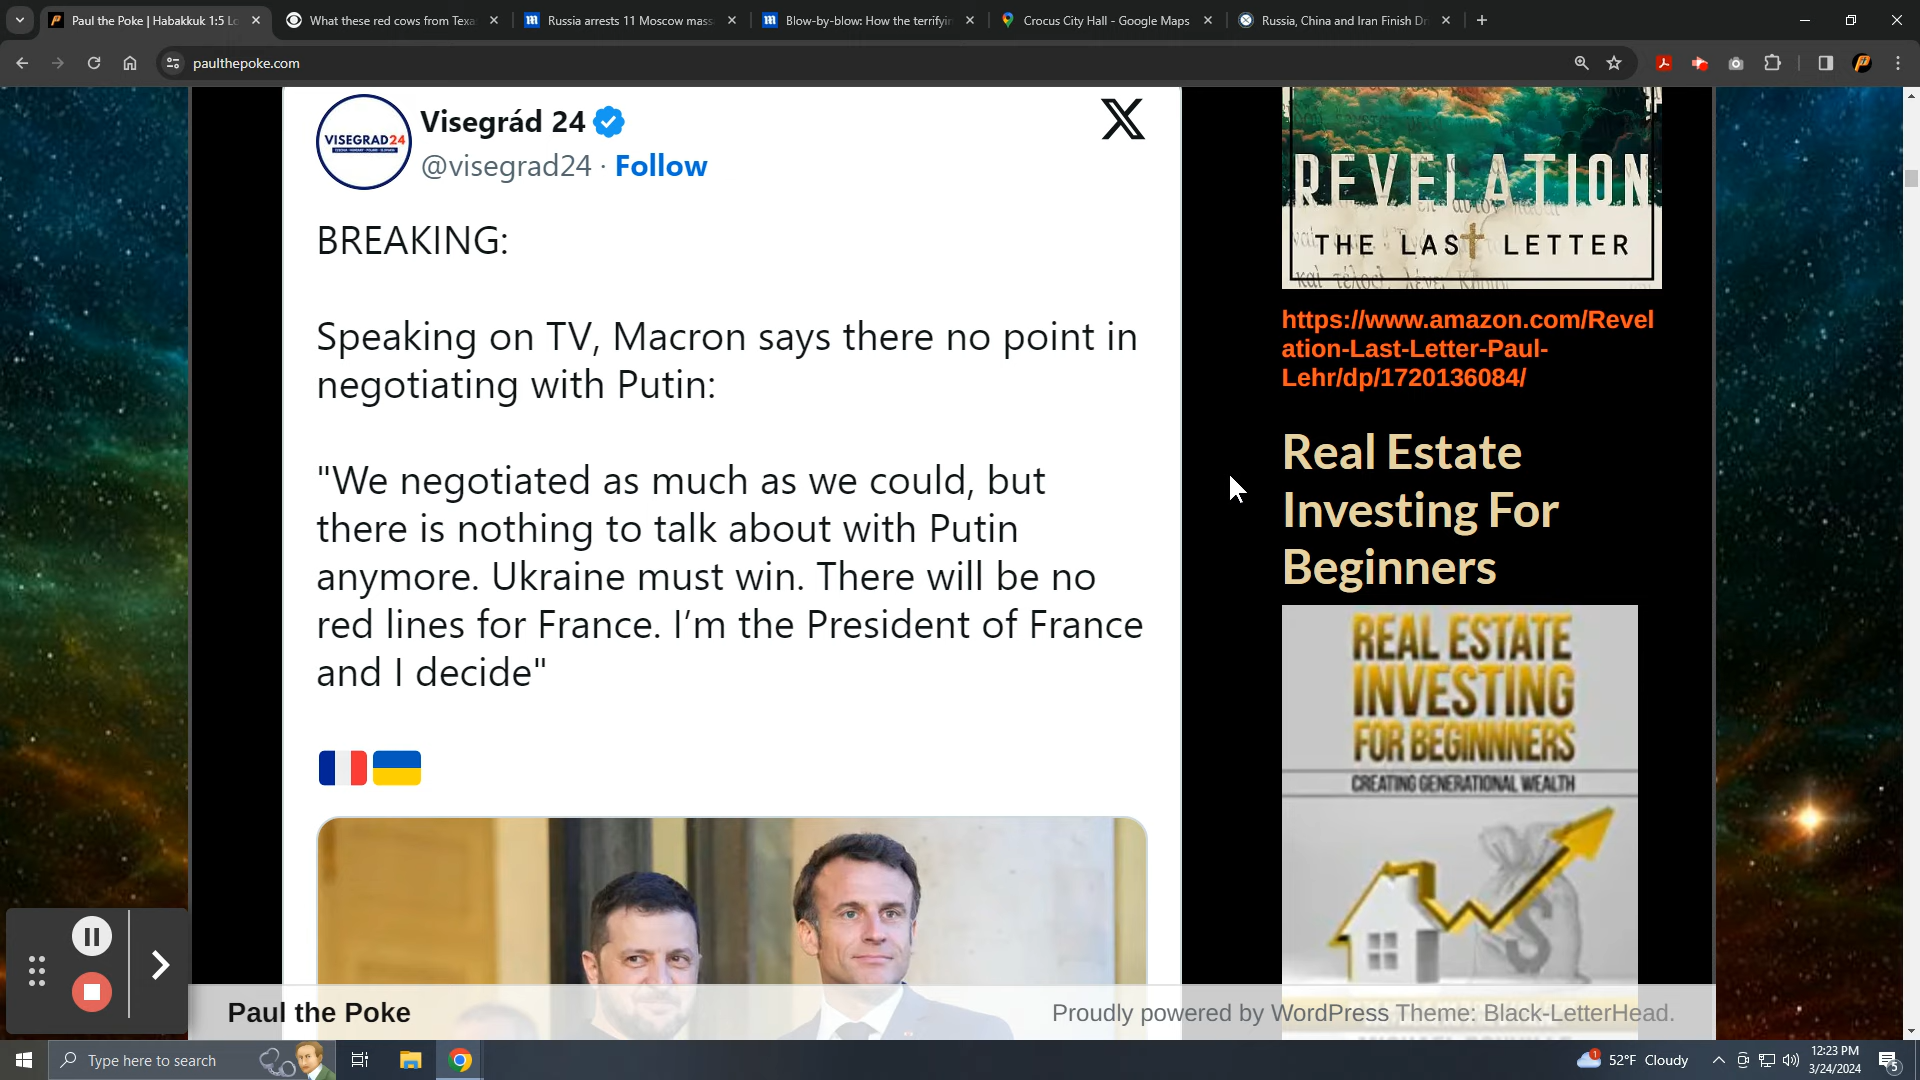 Paul the Poke | Habakkuk 1:5 Lo
What these red cows from Texa
Russia arrests 11 Moscow mass
Blow-by-blow: How the terrifyin
Crocus City Hall - Google Maps
Russia, China and Iran Finish Dr
paulthepoke.com
VISEGRAD24
Visegrád 24
@visegrad24 · Follow
BREAKING:
Speaking on TV, Macron says there no point in
negotiating with Putin:
"We negotiated as much as we could, but
there is nothing to talk about with Putin
anymore. Ukraine must win. There will be no
red lines for France. I’m the President of France
and I decide"
REVELATION
THE LAST LETTER
https://www.amazon.com/Revel
ation-Last-Letter-Paul-
Lehr/dp/1720136084/
Real Estate
Investing For
Beginners
REAL ESTATE
INVESTING
FOR BEGINNNERS
CREATING GENERATIONAL WEALTH
Paul the Poke
Proudly powered by WordPress Theme: Black-LetterHead.
Type here to search
1
52°F Cloudy
12:23 PM
3/24/2024
5